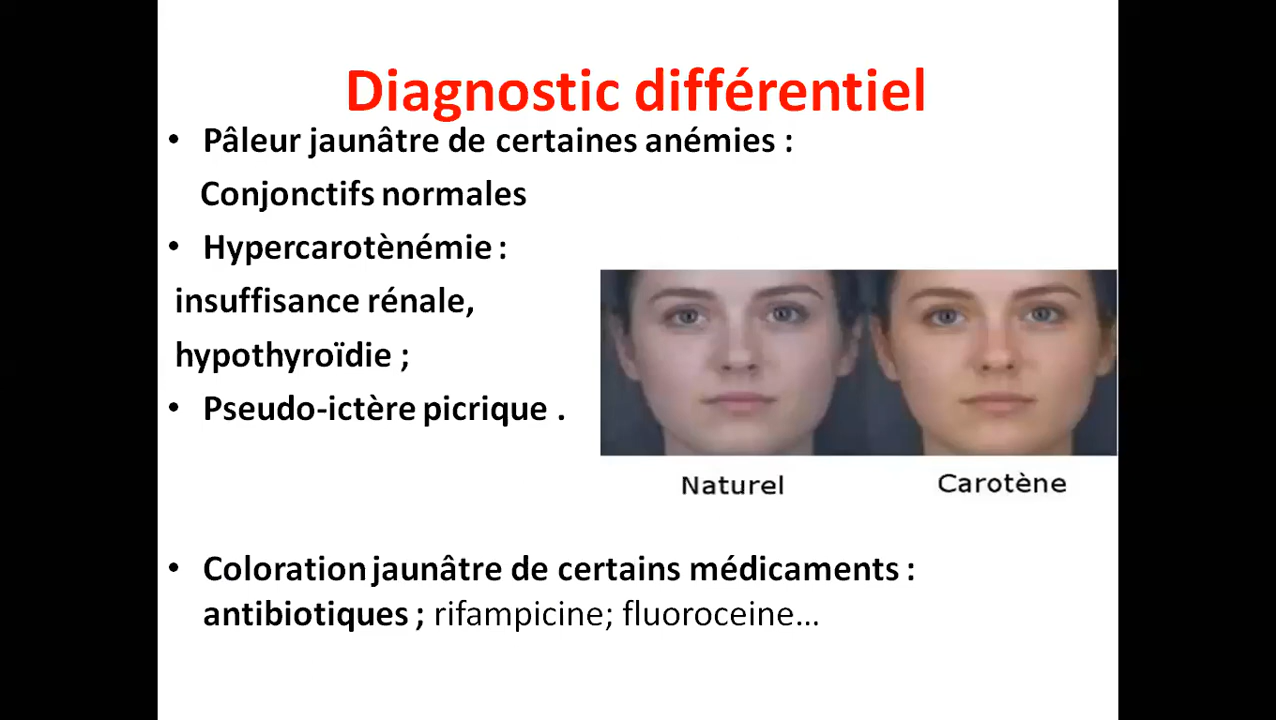 Diagnostic différentiel
• Pâleur jaunâtre de certaines anémies :
Conjonctifs normales
• Hypercarotènémie :
insuffisance rénale,
hypothyroïdie ;
• Pseudo-ictère picrique .
Naturel
Carotène
• Coloration jaunâtre de certains médicaments :
antibiotiques ; rifampicine; fluoroceine...